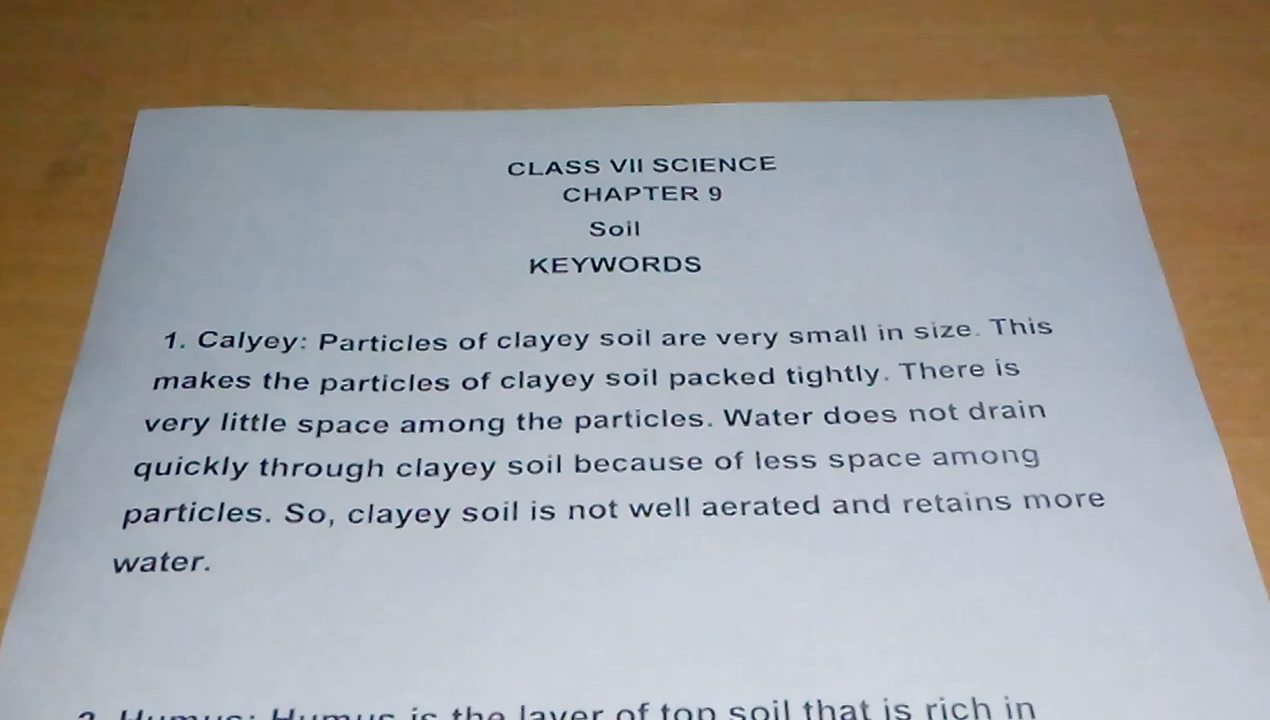 CLASS VII SCIENCE
CHAPTER 9
Soil
KEYWORDS
1. Calyey: Particles of clayey soil are very small in size. This
makes the particles of clayey soil packed tightly. There is
very little space among the particles. Water does not drain
quickly through clayey soil because of less space among
particles. So, clayey soil is not well aerated and retains more
water.
2. Humus: Humus is the layer of top soil that is rich in